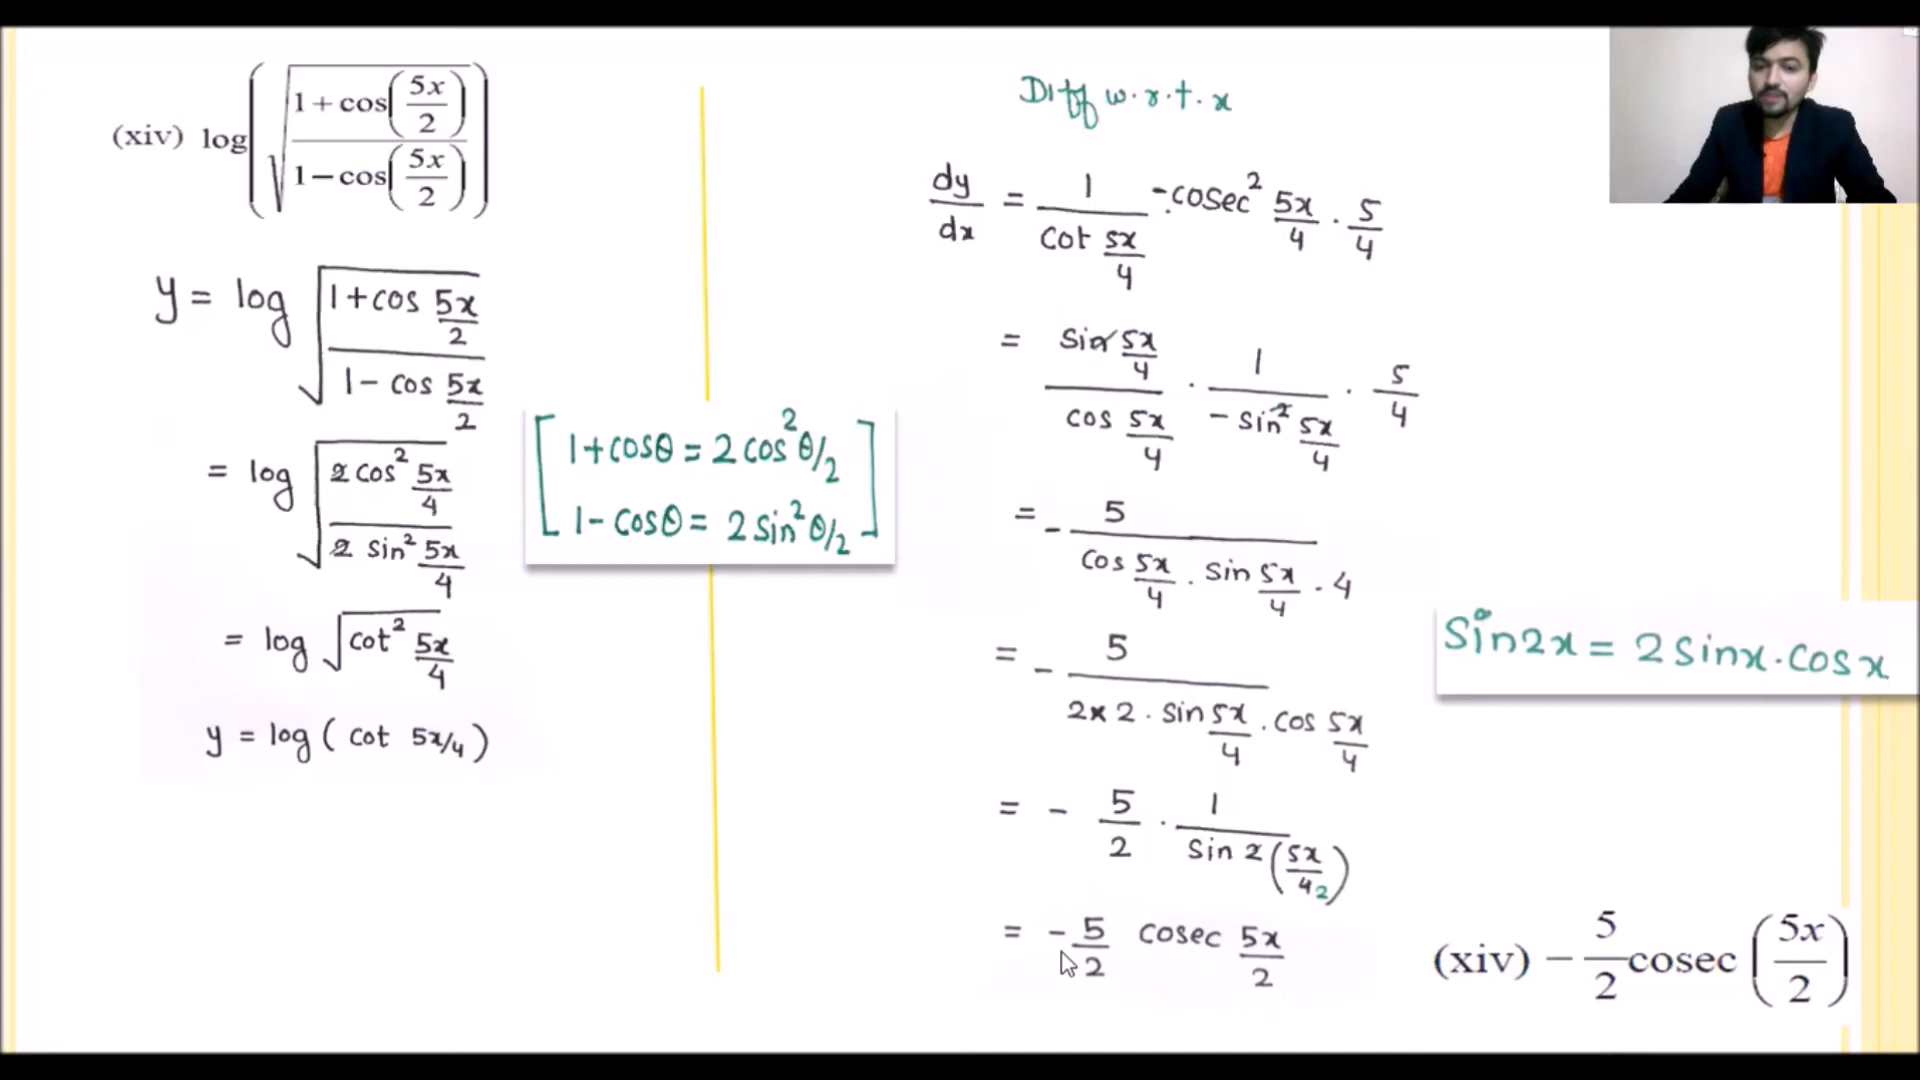 (xiv) log(√((1+cos(5x/2))/(1−cos(5x/2))))
y = log √((1+cos 5x/2)/(1- cos 5x/2))
= log √((2 cos² 5x/4)/(2 sin² 5x/4))
= log √(cot² 5x/4)
y = log ( cot 5x/4 )
[ 1+cosθ = 2 cos² θ/2
1- cosθ = 2 sin² θ/2 ]
Diff w.r.t. x
dy/dx = 1/(cot 5x/4) · -cosec² 5x/4 · 5/4
= (sin 5x/4)/(cos 5x/4) · 1/(- sin² 5x/4) · 5/4
= - 5/(cos 5x/4 · sin 5x/4 · 4)
= - 5/(2×2 · sin 5x/4 · cos 5x/4)
sin2x = 2 sinx · cosx
= - 5/2 · 1/(sin 2(5x/4 2))
= - 5/2 cosec 5x/2
(xiv) −5/2 cosec (5x/2)